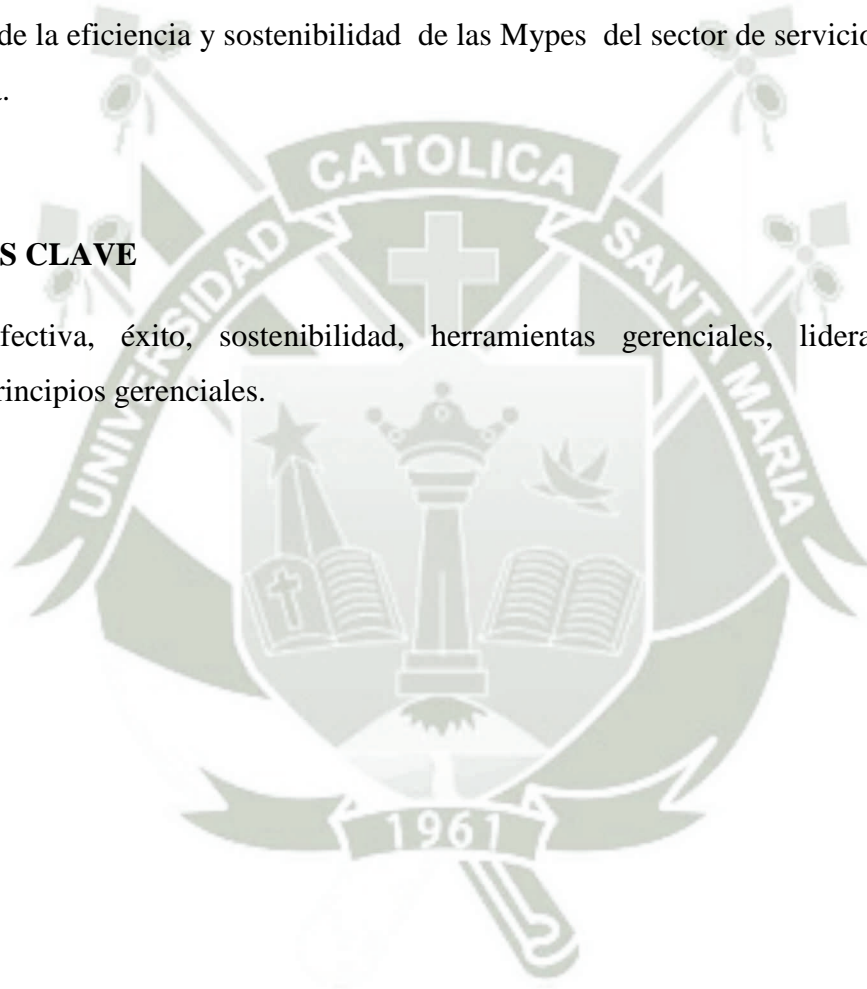 de la eficiencia y sostenibilidad de las Mypes del sector de servicio
.
S CLAVE
fectiva, éxito, sostenibilidad, herramientas gerenciales, lidera
rincipios gerenciales.
UNIVERSIDAD CATOLICA SANTA MARIA
1961